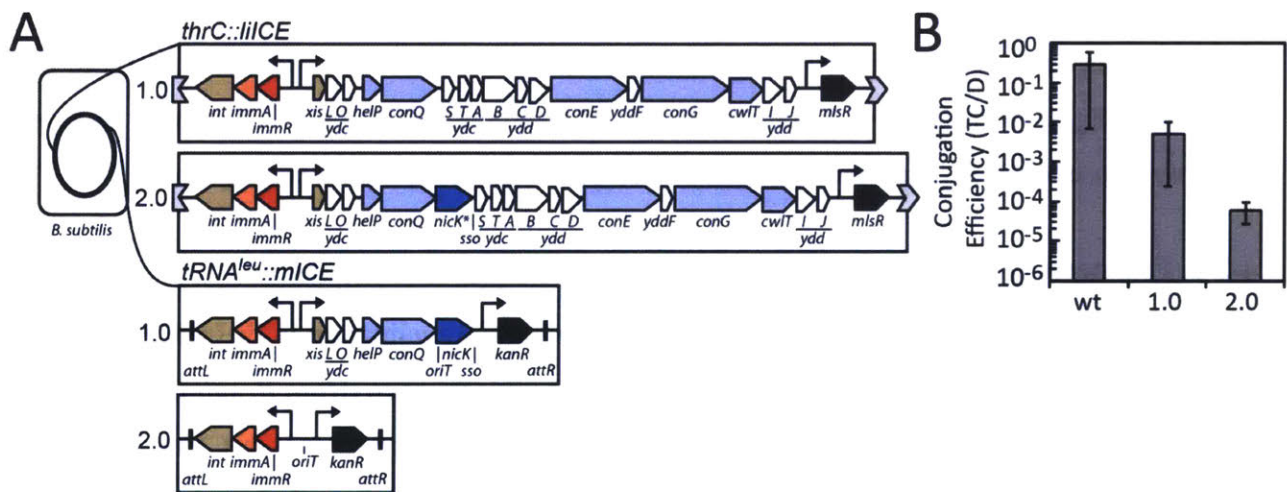 A
thrC::liICE
1.0
int immA| xis L O helP conQ S T A B C D conE yddF conG cwlT I J mlsR
immR ydc ydc ydd ydd
2.0
int immA| xis L O helP conQ nicK*| S T A B C D conE yddF conG cwlT I J mlsR
immR ydc sso ydc ydd ydd
B. subtilis
tRNAleu::mICE
1.0
int immA| xis L O helP conQ |nicK| kanR
attL immR ydc oriT sso attR
2.0
int immA| oriT kanR
attL immR attR
B
Conjugation
Efficiency (TC/D)
10^0
10^-1
10^-2
10^-3
10^-4
10^-5
10^-6
wt 1.0 2.0